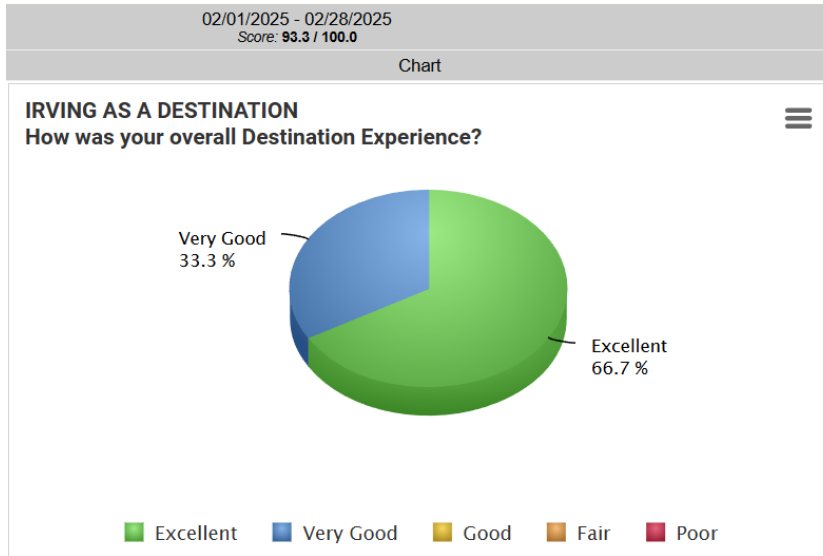 02/01/2025 - 02/28/2025
Score: 93.3 / 100.0
Chart
IRVING AS A DESTINATION
How was your overall Destination Experience?
Very Good
33.3 %
Excellent
66.7 %
Excellent Very Good Good Fair Poor